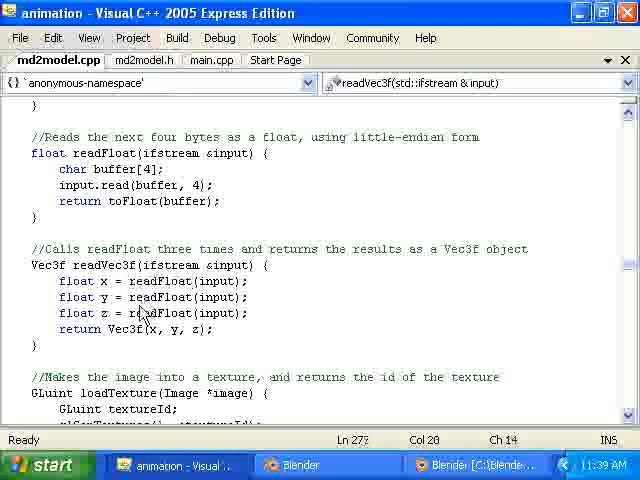 animation - Visual C++ 2005 Express Edition
File Edit View Project Build Debug Tools Window Community Help
md2model.cpp md2model.h main.cpp Start Page
{} `anonymous-namespace' readVec3f(std::ifstream & input)
}
//Reads the next four bytes as a float, using little-endian form
float readFloat(ifstream &input) {
char buffer[4];
input.read(buffer, 4);
return toFloat(buffer);
}
//Calls readFloat three times and returns the results as a Vec3f object
Vec3f readVec3f(ifstream &input) {
float x = readFloat(input);
float y = readFloat(input);
float z = readFloat(input);
return Vec3f(x, y, z);
}
//Makes the image into a texture, and returns the id of the texture
GLuint loadTexture(Image *image) {
GLuint textureId;
glGenTextures(1, &textureId);
Ready Ln 273 Col 20 Ch 14 INS
start animation - Visual ... Blender Blender [C:\Blender... 11:39 AM